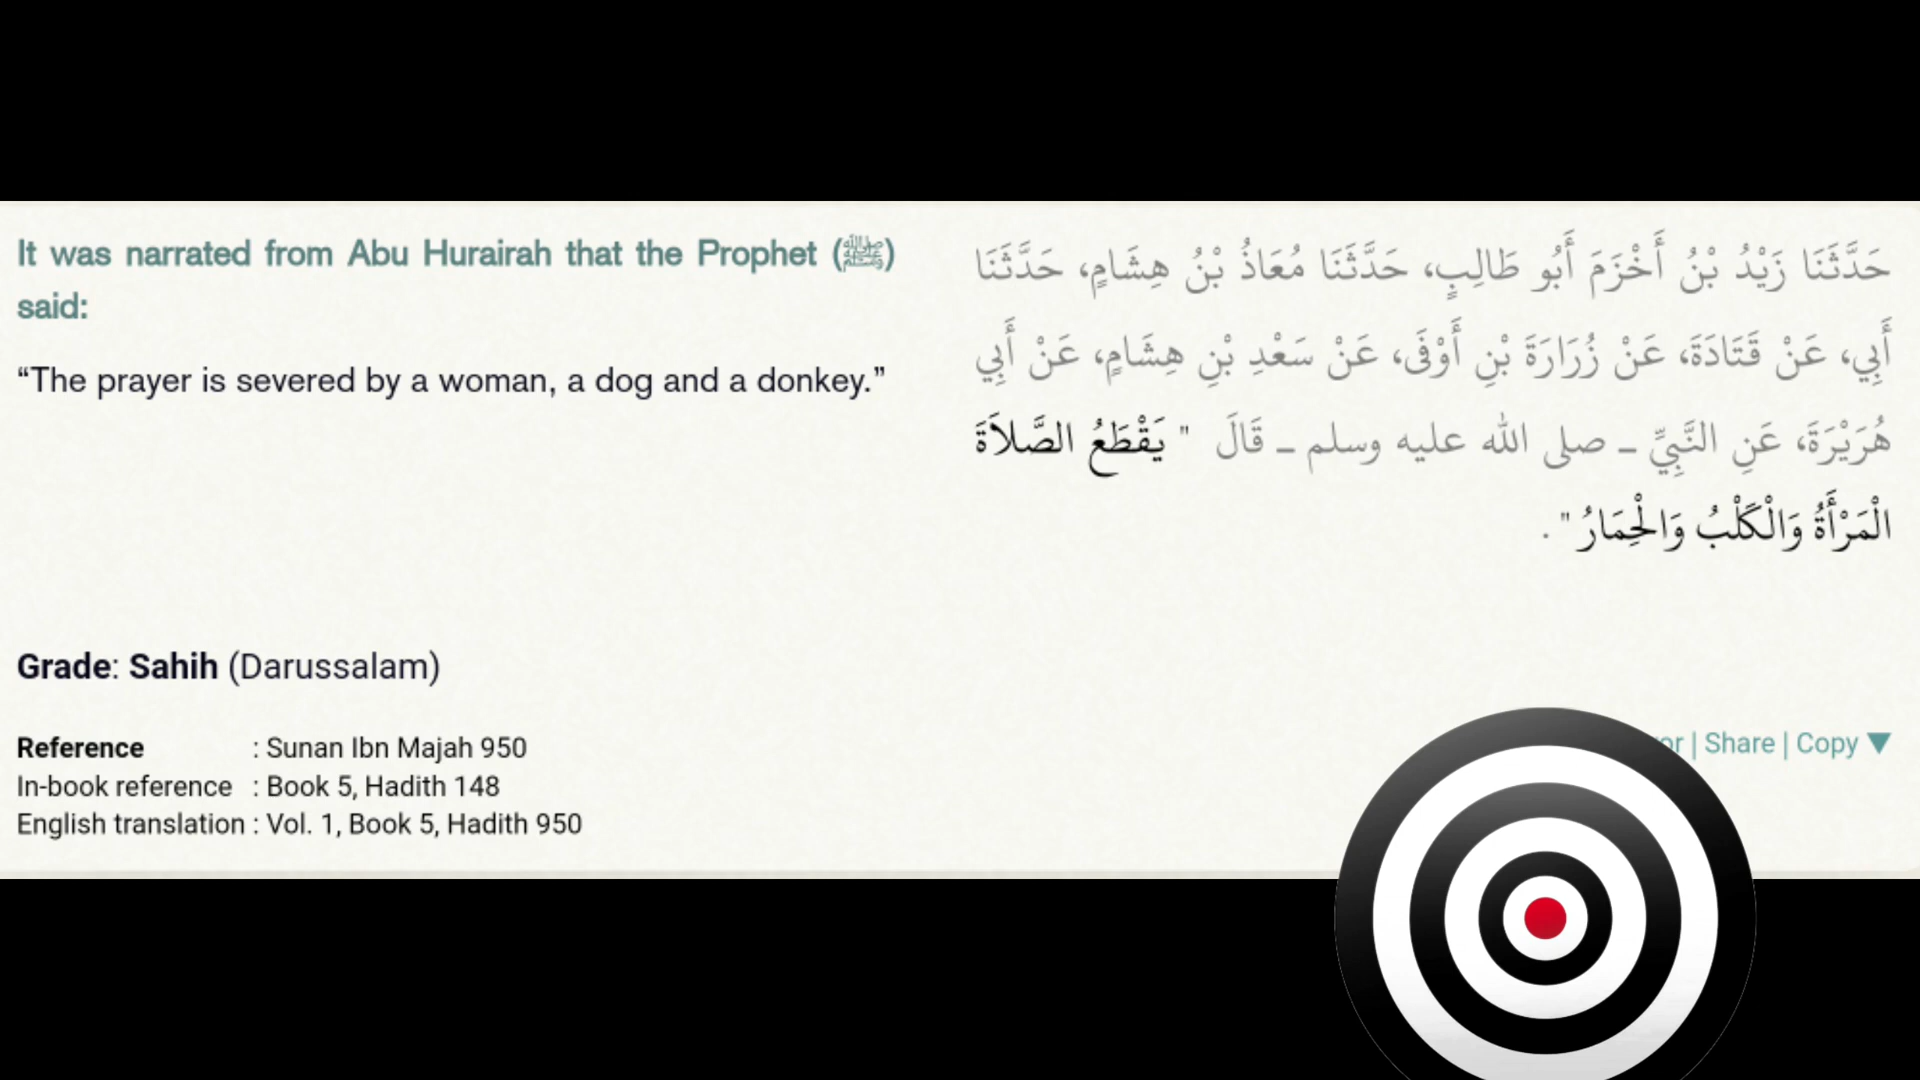 It was narrated from Abu Hurairah that the Prophet (ﷺ)
said:
“The prayer is severed by a woman, a dog and a donkey.”
Grade: Sahih (Darussalam)
Reference : Sunan Ibn Majah 950
In-book reference : Book 5, Hadith 148
English translation : Vol. 1, Book 5, Hadith 950
حَدَّثَنَا زَيْدُ بْنُ أَخْزَمَ أَبُو طَالِبٍ، حَدَّثَنَا مُعَاذُ بْنُ هِشَامٍ، حَدَّثَنَا
أَبِي، عَنْ قَتَادَةَ، عَنْ زُرَارَةَ بْنِ أَوْفَى، عَنْ سَعْدِ بْنِ هِشَامٍ، عَنْ أَبِي
هُرَيْرَةَ، عَنِ النَّبِيِّ ـ صلى الله عليه وسلم ـ قَالَ " يَقْطَعُ الصَّلاَةَ
الْمَرْأَةُ وَالْكَلْبُ وَالْحِمَارُ " .
| Share | Copy ▼